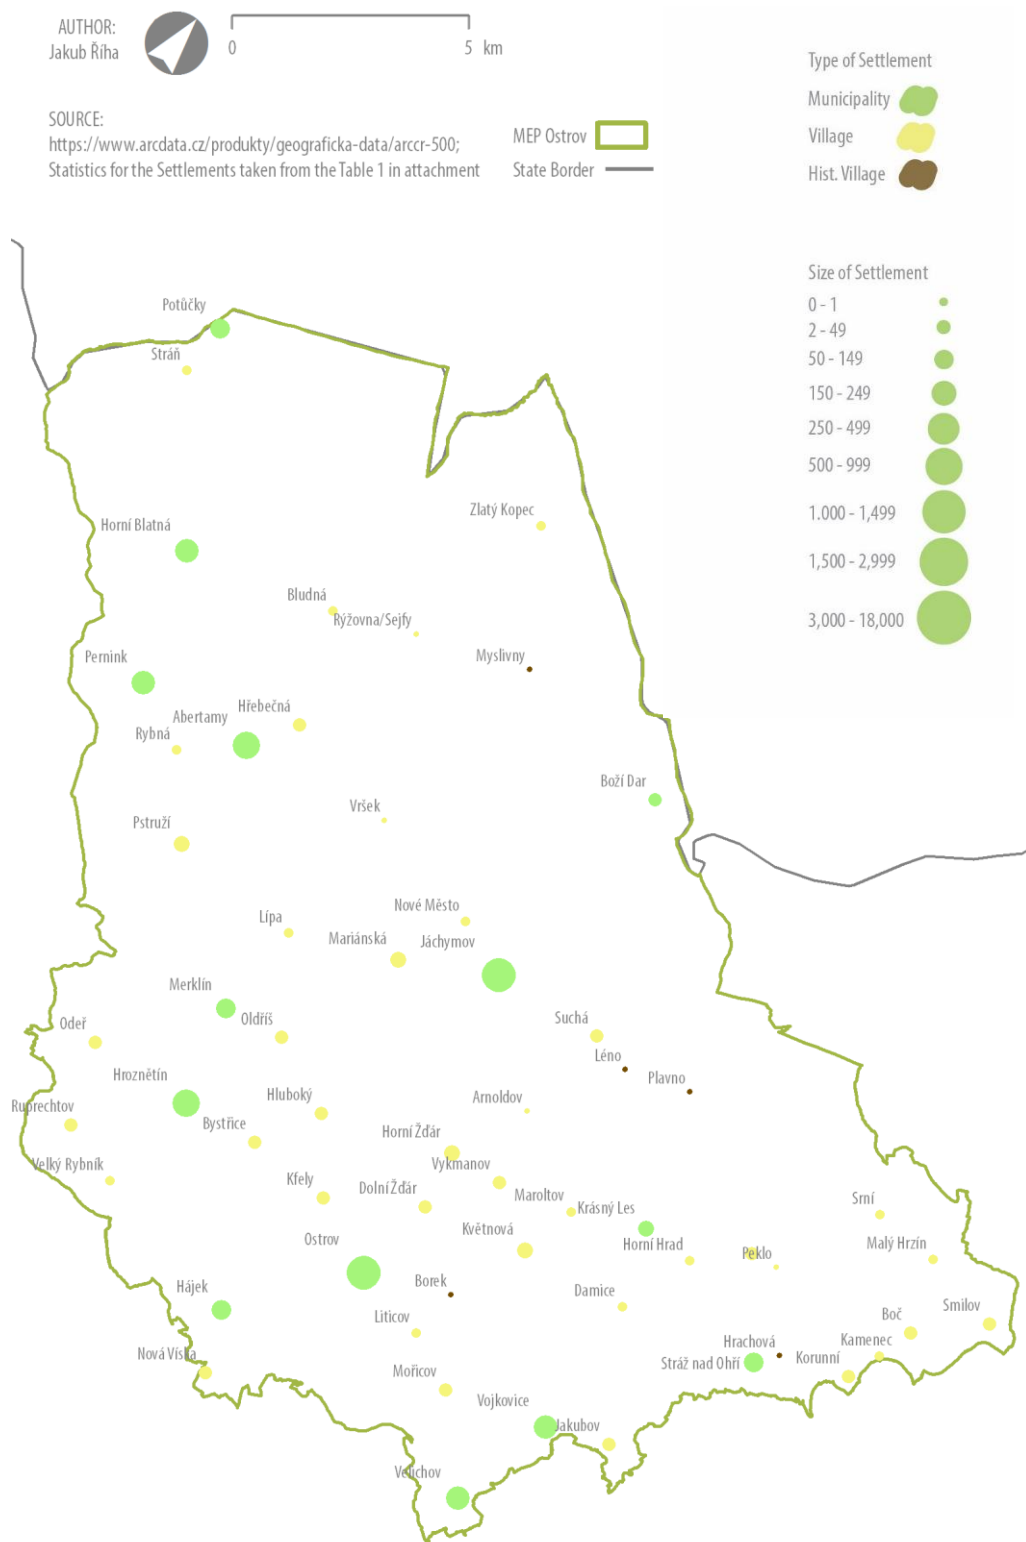 AUTHOR:
Jakub Říha
0
5 km
SOURCE:
https://www.arcdata.cz/produkty/geograficka-data/arccr-500;
Statistics for the Settlements taken from the Table 1 in attachment
MEP Ostrov
State Border
Type of Settlement
Municipality
Village
Hist. Village
Size of Settlement
0 - 1
2 - 49
50 - 149
150 - 249
250 - 499
500 - 999
1.000 - 1,499
1,500 - 2,999
3,000 - 18,000
Potůčky
Stráň
Zlatý Kopec
Horní Blatná
Bludná
Rýžovna/Sejfy
Myslivny
Pernink
Hřebečná
Abertamy
Rybná
Boží Dar
Vršek
Pstruží
Nové Město
Lípa
Mariánská
Jáchymov
Merklín
Oldříš
Suchá
Odeř
Léno
Plavno
Hroznětín
Hluboký
Arnoldov
Ruprechtov
Bystřice
Horní Žďár
Velký Rybník
Vykmanov
Kfely
Dolní Žďár
Maroltov
Krásný Les
Srní
Květnová
Ostrov
Horní Hrad
Peklo
Malý Hrzín
Hájek
Borek
Damice
Smilov
Liticov
Boč
Hrachová
Kamenec
Nová Víska
Stráž nad Ohří
Korunní
Mořicov
Vojkovice
Jakubov
Velichov